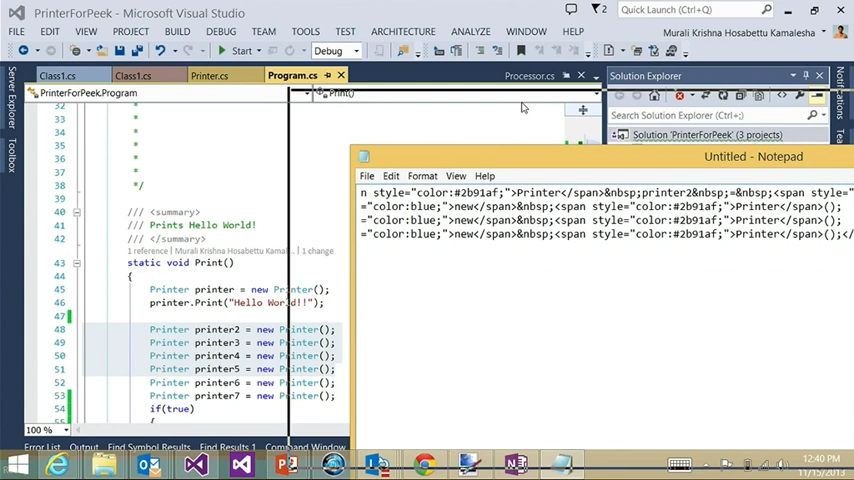 PrinterForPeek - Microsoft Visual Studio
2
Quick Launch (Ctrl+Q)
FILE EDIT VIEW PROJECT BUILD DEBUG TEAM TOOLS TEST ARCHITECTURE ANALYZE WINDOW HELP
Murali Krishna Hosabettu Kamalesha
Start
Debug
Server Explorer
Toolbox
Class1.cs
Class1.cs
Printer.cs
Program.cs
Processor.cs
Solution Explorer
Notifications
PrinterForPeek.Program
Print()
Search Solution Explorer (Ctrl+;)
Solution 'PrinterForPeek' (3 projects)
32 *
33 *
34 *
35 *
36 *
37 *
38 */
39
40 /// <summary>
41 /// Prints Hello World!
42 /// </summary>
1 reference | Murali Krishna Hosabettu Kamal... | 1 change
43 static void Print()
44 {
45 Printer printer = new Printer();
46 printer.Print("Hello World!!");
47
48 Printer printer2 = new Printer();
49 Printer printer3 = new Printer();
50 Printer printer4 = new Printer();
51 Printer printer5 = new Printer();
52 Printer printer6 = new Printer();
53 Printer printer7 = new Printer();
54 if(true)
55 {
100 %
Untitled - Notepad
File Edit Format View Help
n style="color:#2b91af;">Printer</span>&nbsp;printer2&nbsp;=&nbsp;<span style="
="color:blue;">new</span>&nbsp;<span style="color:#2b91af;">Printer</span>();
="color:blue;">new</span>&nbsp;<span style="color:#2b91af;">Printer</span>();
="color:blue;">new</span>&nbsp;<span style="color:#2b91af;">Printer</span>();</
Error List Output Find Symbol Results Find Results 1 Command Window
12:40 PM
11/15/2013